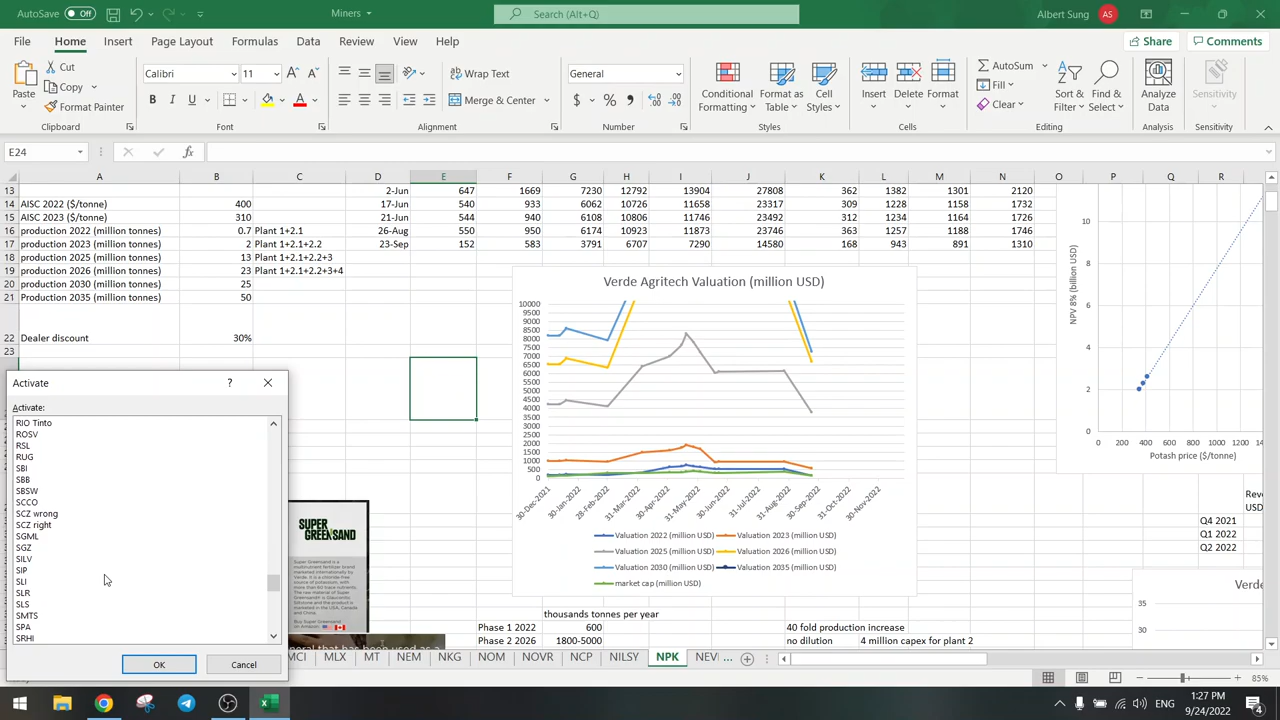 AutoSave Off Miners Search (Alt+Q) Albert Sung AS
File Home Insert Page Layout Formulas Data Review View Help Share Comments
Paste Cut Copy Format Painter Calibri 11 B I U Wrap Text Merge & Center General $ % Conditional Formatting Format as Table Cell Styles Insert Delete Format AutoSum Fill Clear Sort & Filter Find & Select Analyze Data Sensitivity
Clipboard Font Alignment Number Styles Cells Editing Analysis Sensitivity
E24 fx
A B C D E F G H I J K L M N O P Q R
13 2-Jun 647 1669 7230 12792 13904 27808 362 1382 1301 2120
14 AISC 2022 ($/tonne) 400 17-Jun 540 960 6062 10726 11658 23317 309 1228 1158 1732
15 AISC 2023 ($/tonne) 310 21-Jun 544 940 6108 10806 11746 23492 312 1234 1164 1726
16 production 2022 (million tonnes) 0.7 Plant 1+2.1 26-Aug 550 950 6174 10923 11873 23746 363 1257 1188 1746
17 production 2023 (million tonnes) 2 Plant 1+2.1+2.2 23-Sep 152 583 3791 6707 7290 14580 168 943 891 1310
18 production 2025 (million tonnes) 13 Plant 1+2.1+2.2+3
19 production 2026 (million tonnes) 23 Plant 1+2.1+2.2+3+4
20 production 2030 (million tonnes) 25
21 Production 2035 (million tonnes) 50
22 Dealer discount 30%
23
Verde Agritech Valuation (million USD)
10000
9500
9000
8500
8000
7500
7000
6500
6000
5500
5000
4500
4000
3500
3000
2500
2000
1500
1000
500
0
30-Dec-2021 30-Jan-2022 28-Feb-2022 31-Mar-2022 30-Apr-2022 31-May-2022 30-Jun-2022 31-Jul-2022 31-Aug-2022 30-Sep-2022 31-Oct-2022 30-Nov-2022
Valuation 2022 (million USD) Valuation 2023 (million USD)
Valuation 2025 (million USD) Valuation 2026 (million USD)
Valuation 2030 (million USD) Valuation 2035 (million USD)
market cap (million USD)
NPV 8% (billion USD)
10
8
6
4
2
0
0 200 400 600 800 1000 1200
Potash price ($/tonne)
USD
Q4 2021
Q1 2022
Q2 2022
35
30
thousands tonnes per year
Phase 1 2022 600 40 fold production increase
Phase 2 2026 1800-5000 no dilution 4 million capex for plant 2
Activate ? ×
Activate:
RIO Tinto
ROSV
RSL
RUG
SBI
SBB
SBSW
SCCO
SCZ wrong
SCZ right
SGML
SGZ
SILV
SIP
SLI
SLR
SLS
SMTS
SPA
SRHI
OK Cancel
SUPER
GREENSAND
MCI MLX MT NEM NKG NOM NOVR NCP NILSY NPK NEV ...
85%
ENG 1:27 PM
9/24/2022